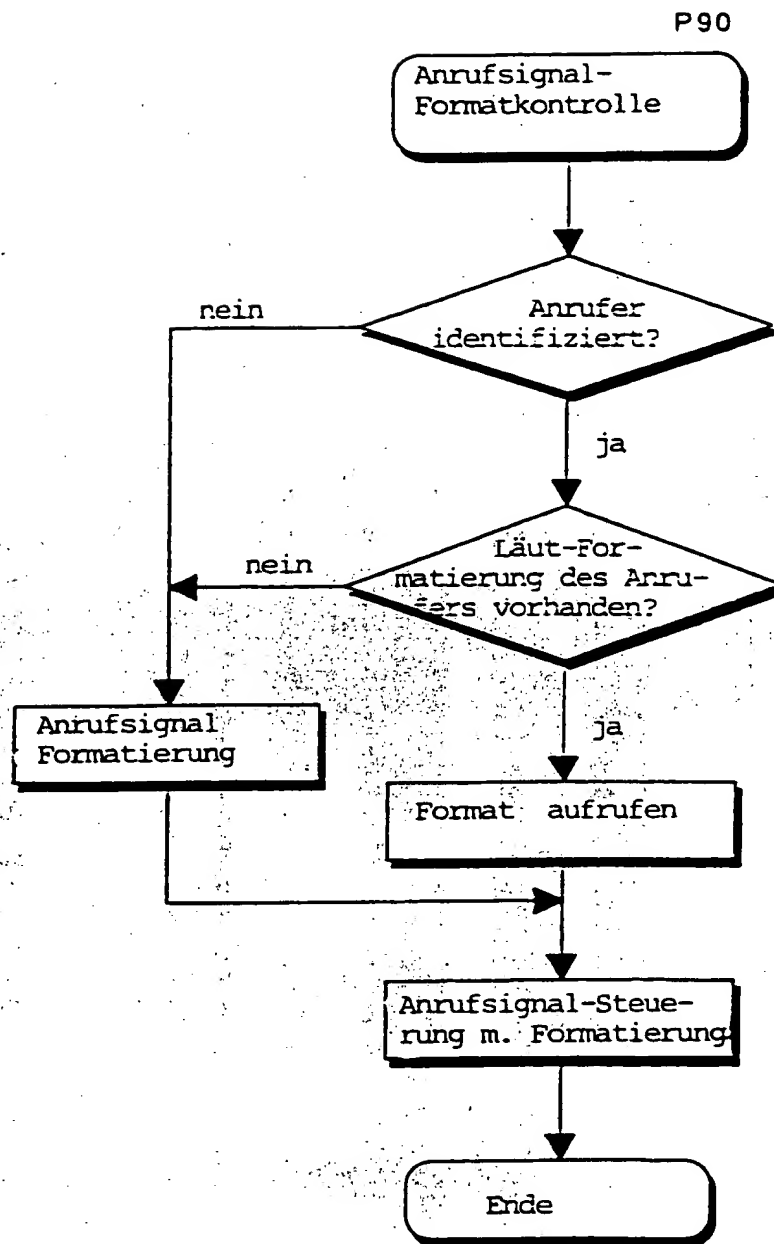 P90
Anrufsignal-
Formatkontrolle
nein
Anrufer
identifiziert?
ja
nein
Läut-For-
matierung des Anru-
fers vorhanden?
Anrufsignal
Formatierung
ja
Format aufrufen
Anrufsignal-Steue-
rung m. Formatierung
Ende